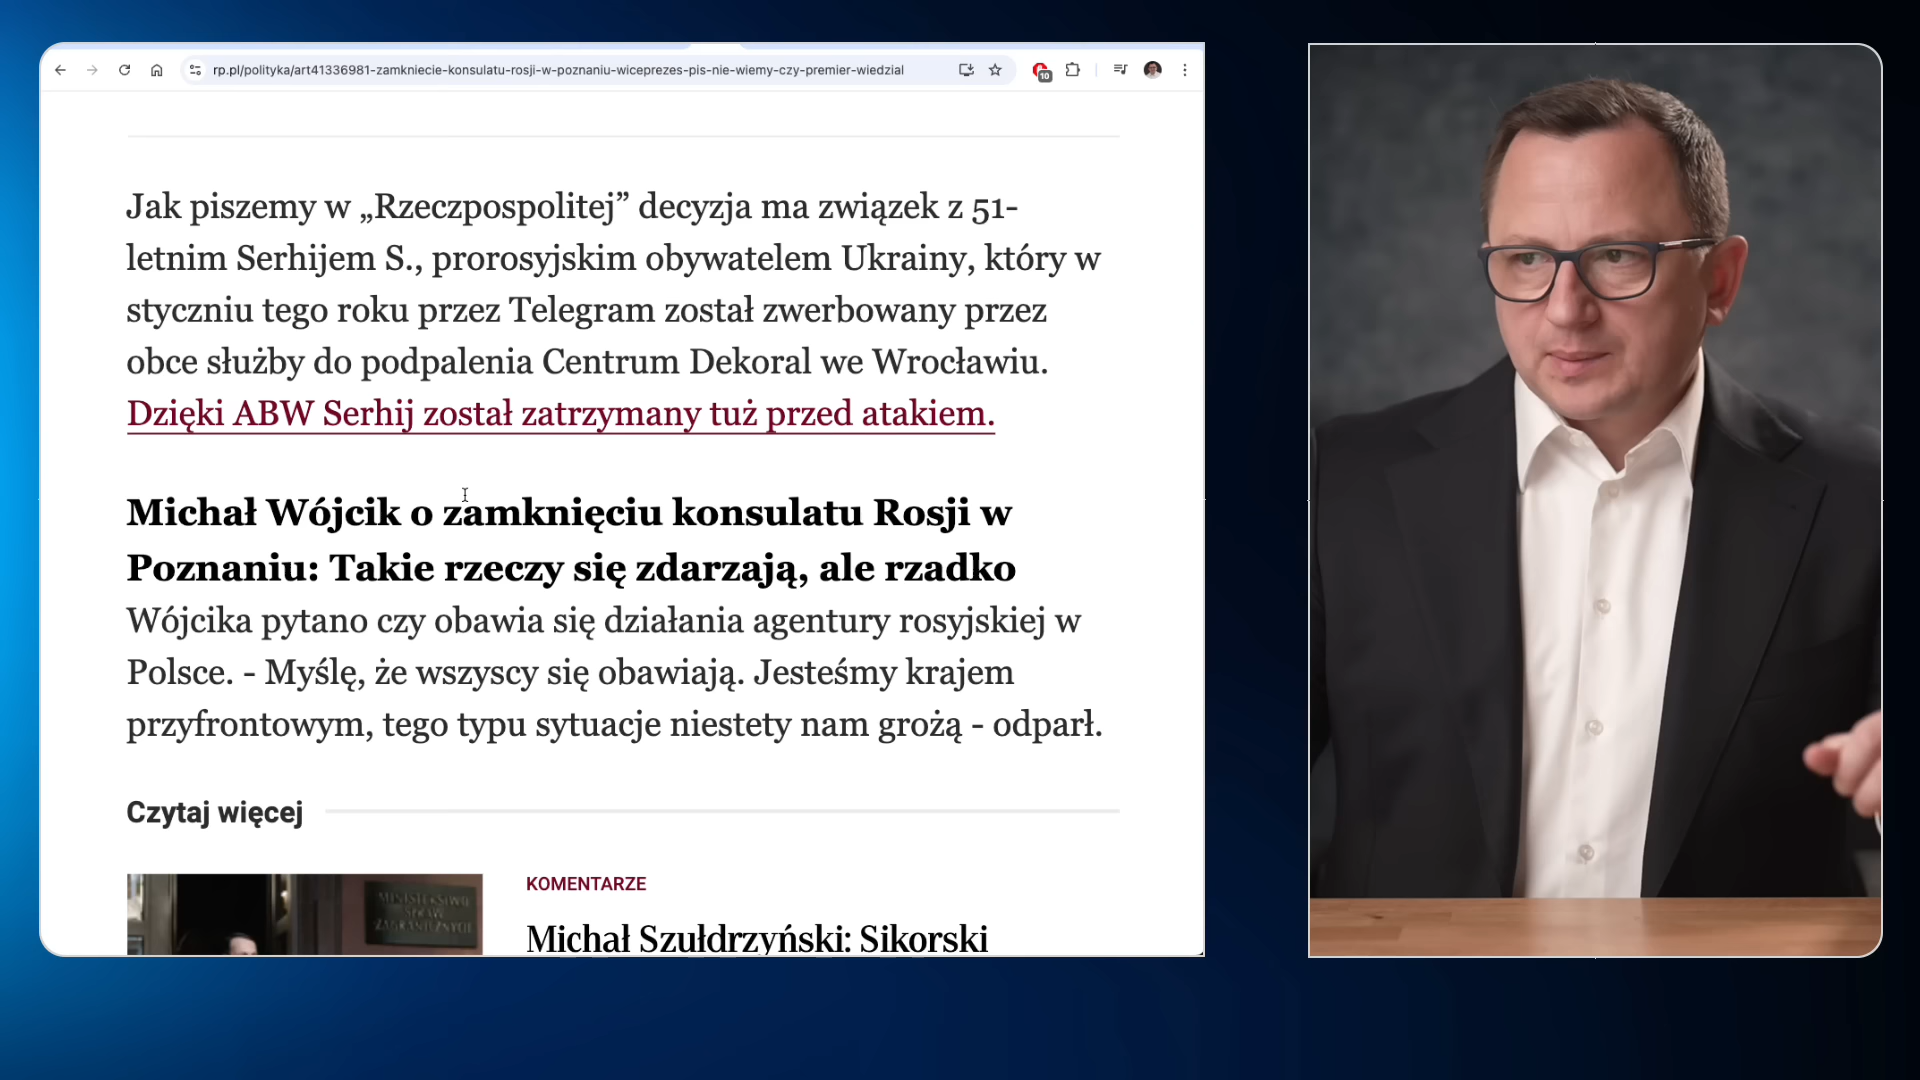 rp.pl/polityka/art41336981-zamkniecie-konsulatu-rosji-w-poznaniu-wiceprezes-pis-nie-wiemy-czy-premier-wiedzial
10
Jak piszemy w „Rzeczpospolitej” decyzja ma związek z 51-
letnim Serhijem S., prorosyjskim obywatelem Ukrainy, który w
styczniu tego roku przez Telegram został zwerbowany przez
obce służby do podpalenia Centrum Dekoral we Wrocławiu.
Dzięki ABW Serhij został zatrzymany tuż przed atakiem.
Michał Wójcik o zamknięciu konsulatu Rosji w
Poznaniu: Takie rzeczy się zdarzają, ale rzadko
Wójcika pytano czy obawia się działania agentury rosyjskiej w
Polsce. - Myślę, że wszyscy się obawiają. Jesteśmy krajem
przyfrontowym, tego typu sytuacje niestety nam grożą - odparł.
Czytaj więcej
MINISTERSTWO
SPRAW
ZAGRANICZNYCH
KOMENTARZE
Michał Szułdrzyński: Sikorski